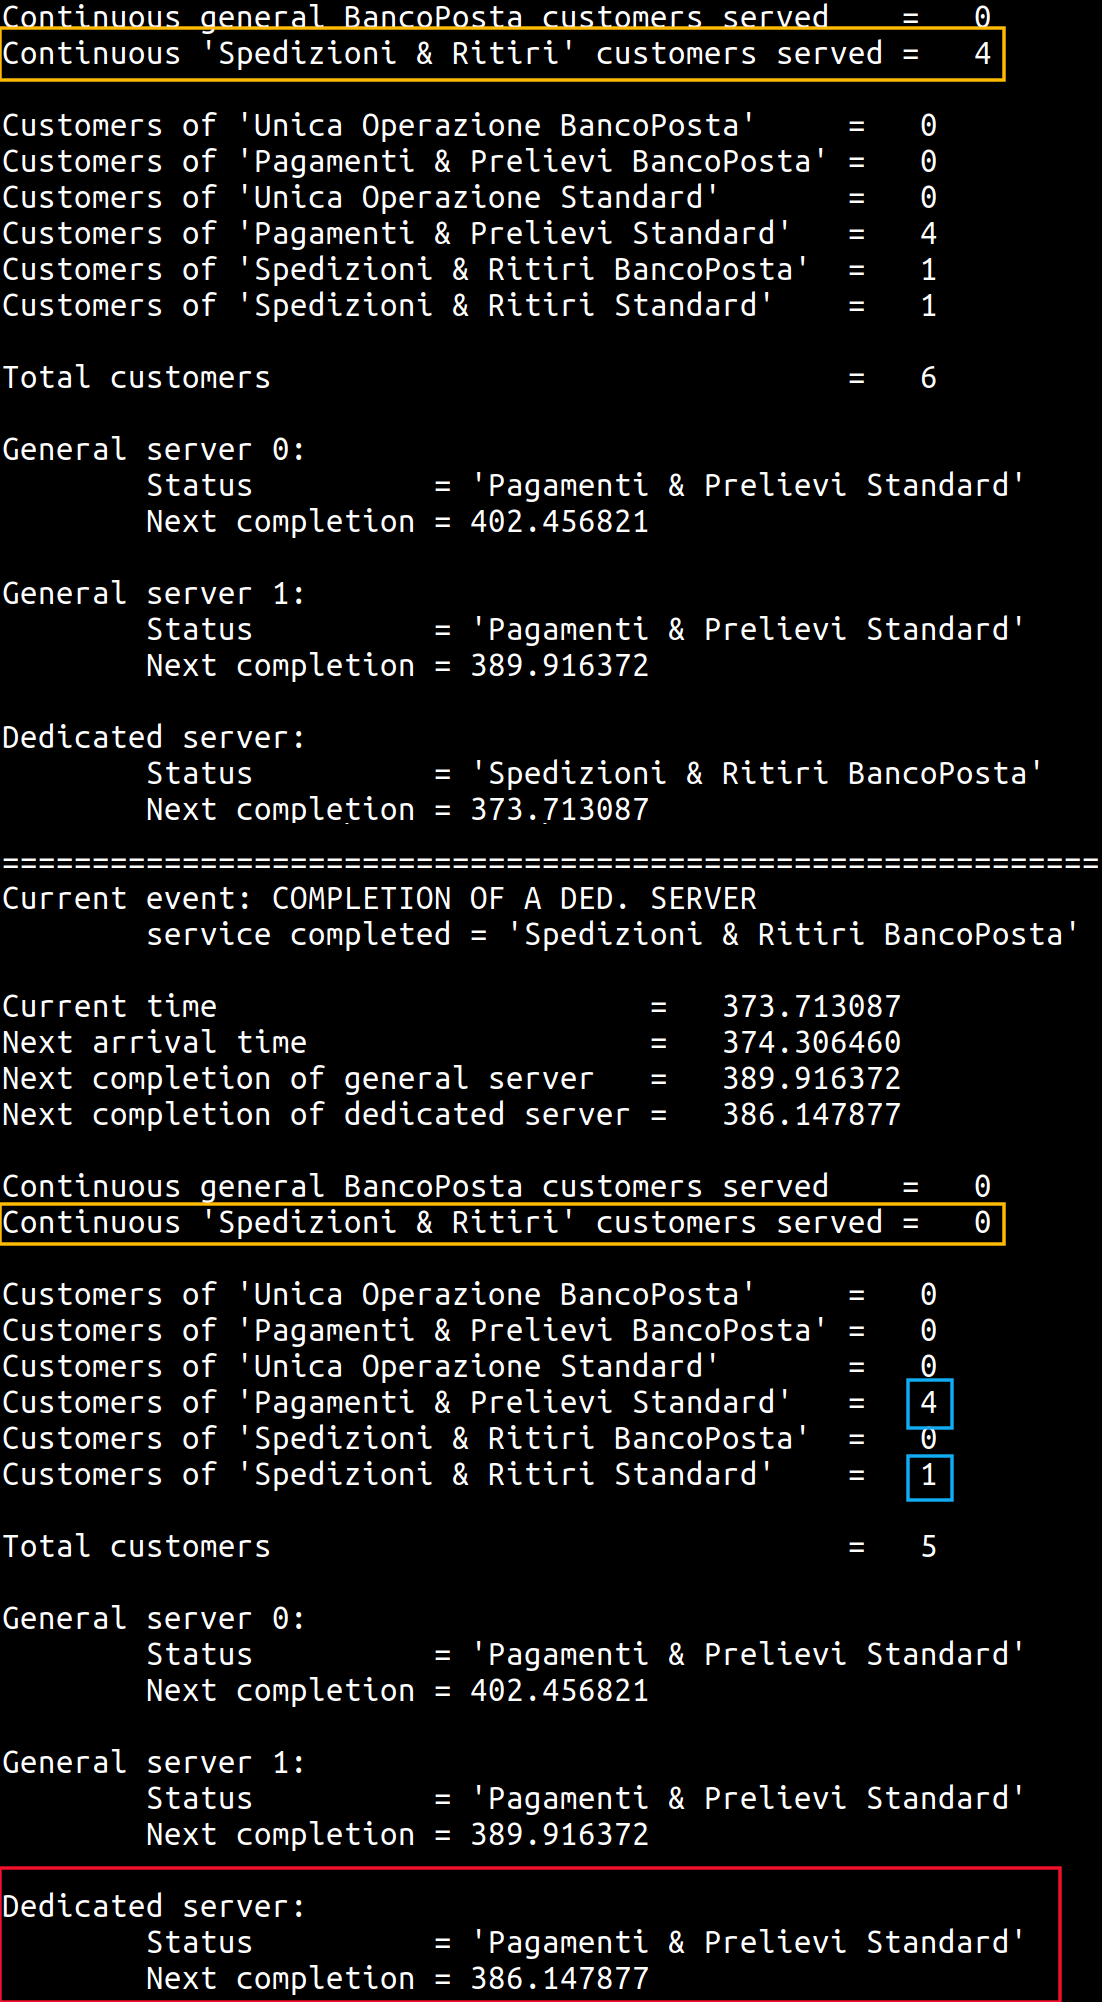 Continuous general BancoPosta customers served    =   0
Continuous 'Spedizioni & Ritiri' customers served =   4
Customers of 'Unica Operazione BancoPosta'     =   0
Customers of 'Pagamenti & Prelievi BancoPosta' =   0
Customers of 'Unica Operazione Standard'       =   0
Customers of 'Pagamenti & Prelievi Standard'   =   4
Customers of 'Spedizioni & Ritiri BancoPosta'  =   1
Customers of 'Spedizioni & Ritiri Standard'    =   1
Total customers                                =   6
General server 0:
        Status          = 'Pagamenti & Prelievi Standard'
        Next completion = 402.456821
General server 1:
        Status          = 'Pagamenti & Prelievi Standard'
        Next completion = 389.916372
Dedicated server:
        Status          = 'Spedizioni & Ritiri BancoPosta'
        Next completion = 373.713087
=============================================================
Current event: COMPLETION OF A DED. SERVER
        service completed = 'Spedizioni & Ritiri BancoPosta'
Current time                        =   373.713087
Next arrival time                   =   374.306460
Next completion of general server   =   389.916372
Next completion of dedicated server =   386.147877
Continuous general BancoPosta customers served    =   0
Continuous 'Spedizioni & Ritiri' customers served =   0
Customers of 'Unica Operazione BancoPosta'     =   0
Customers of 'Pagamenti & Prelievi BancoPosta' =   0
Customers of 'Unica Operazione Standard'       =   0
Customers of 'Pagamenti & Prelievi Standard'   =   4
Customers of 'Spedizioni & Ritiri BancoPosta'  =   0
Customers of 'Spedizioni & Ritiri Standard'    =   1
Total customers                                =   5
General server 0:
        Status          = 'Pagamenti & Prelievi Standard'
        Next completion = 402.456821
General server 1:
        Status          = 'Pagamenti & Prelievi Standard'
        Next completion = 389.916372
Dedicated server:
        Status          = 'Pagamenti & Prelievi Standard'
        Next completion = 386.147877